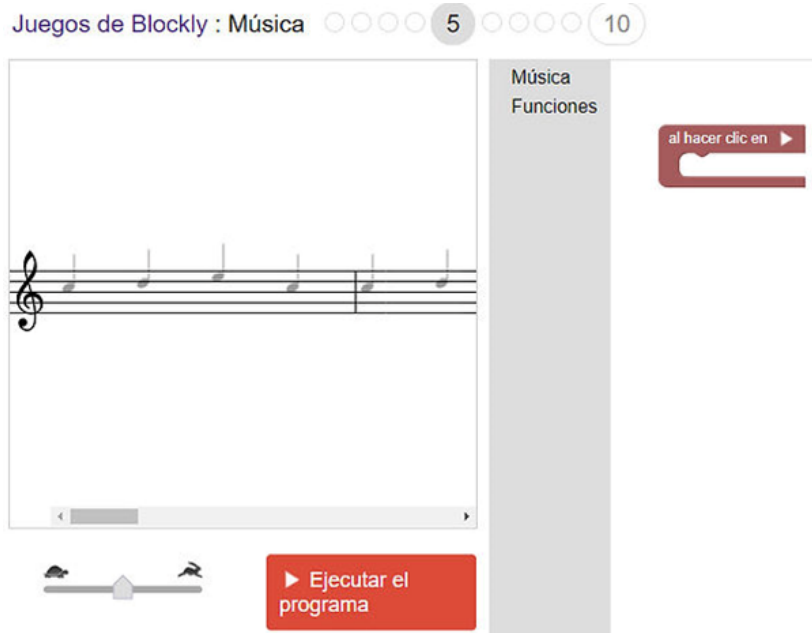 Juegos de Blockly : Música 5 10
Música
Funciones
al hacer clic en
Ejecutar el
programa